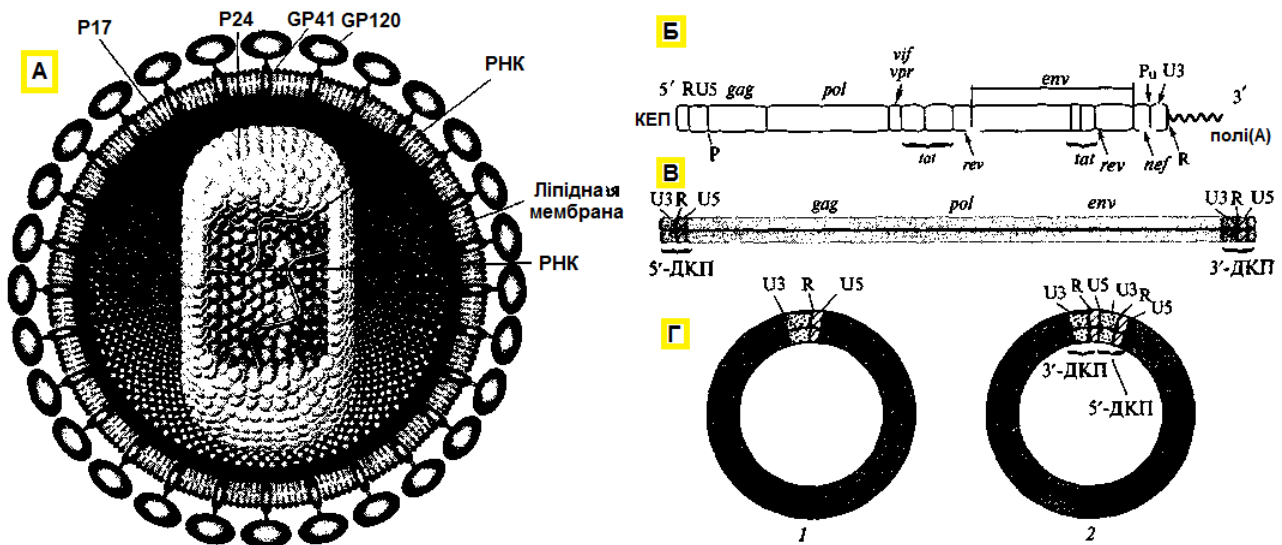 А
P17
P24
GP41
GP120
РНК
Ліпідная
мембрана
РНК
Б
vif
vpr
env
Pu
U3
5′
RU5
gag
pol
3′
КЕП
полі(А)
P
tat
rev
tat
rev
nef
R
В
U3
R
U5
gag
pol
env
U3
R
U5
5′-ДКП
3′-ДКП
Г
U3
R
U5
U3
R
U5
U3
R
U5
3′-ДКП
5′-ДКП
1
2